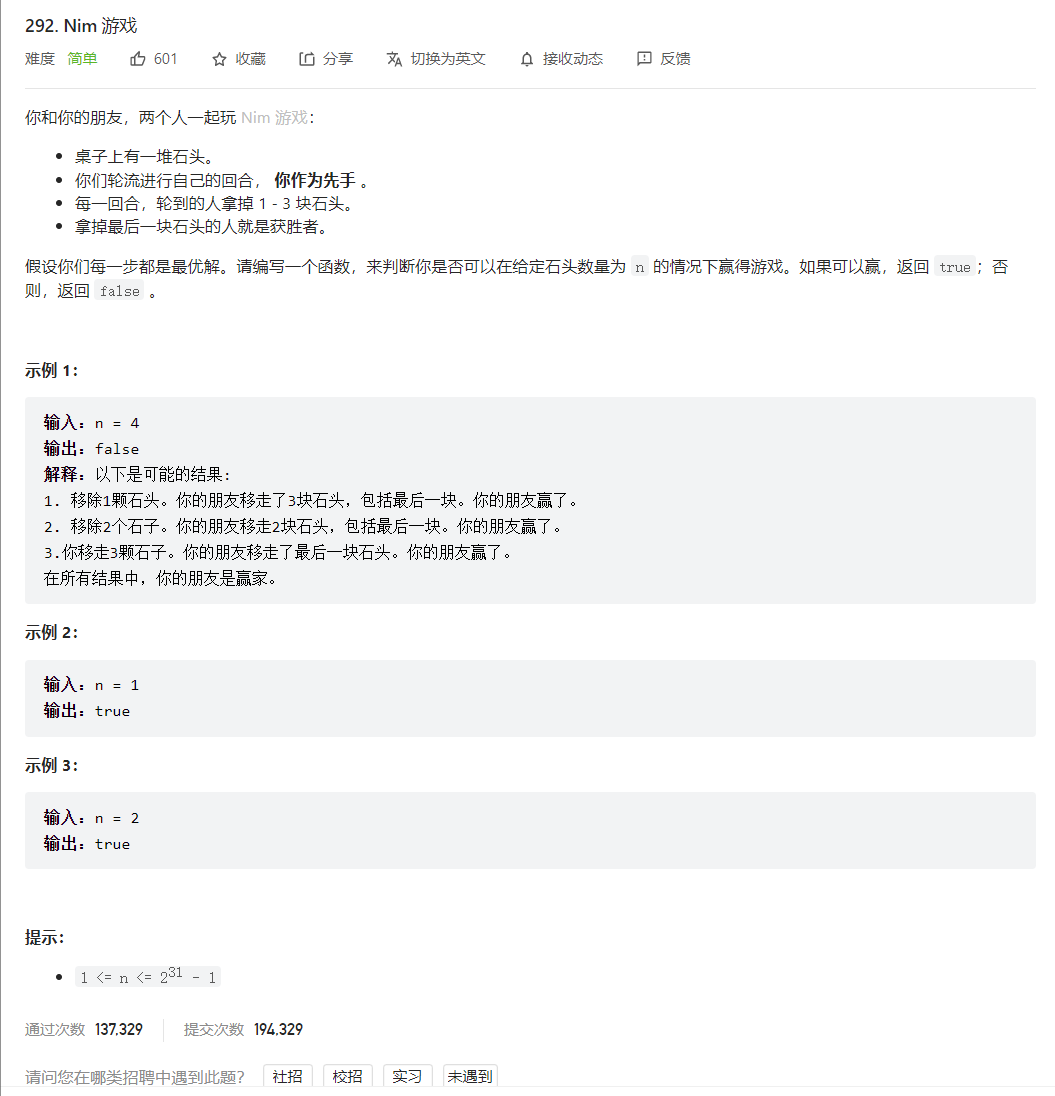 292. Nim 游戏
难度 简单 601 收藏 分享 切换为英文 接收动态 反馈
你和你的朋友，两个人一起玩 Nim 游戏：
桌子上有一堆石头。
你们轮流进行自己的回合， 你作为先手 。
每一回合，轮到的人拿掉 1 - 3 块石头。
拿掉最后一块石头的人就是获胜者。
假设你们每一步都是最优解。请编写一个函数，来判断你是否可以在给定石头数量为 n 的情况下赢得游戏。如果可以赢，返回 true；否
则，返回 false 。
示例 1：
输入：n = 4
输出：false
解释：以下是可能的结果：
1. 移除1颗石头。你的朋友移走了3块石头，包括最后一块。你的朋友赢了。
2. 移除2个石子。你的朋友移走2块石头，包括最后一块。你的朋友赢了。
3.你移走3颗石子。你的朋友移走了最后一块石头。你的朋友赢了。
在所有结果中，你的朋友是赢家。
示例 2：
输入：n = 1
输出：true
示例 3：
输入：n = 2
输出：true
提示：
1 <= n <= 2^31 - 1
通过次数 137,329 提交次数 194,329
请问您在哪类招聘中遇到此题？ 社招 校招 实习 未遇到